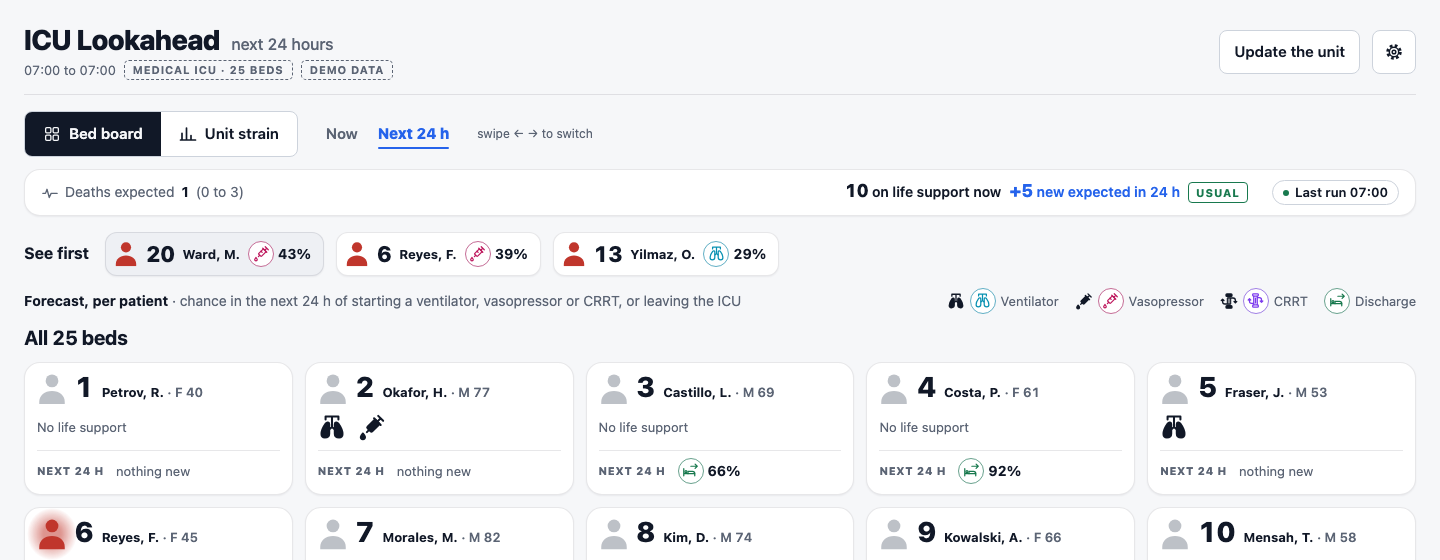 ICU Lookahead next 24 hours
07:00 to 07:00 MEDICAL ICU · 25 BEDS DEMO DATA
Update the unit
Bed board Unit strain Now Next 24 h swipe ← → to switch
Deaths expected 1 (0 to 3) 10 on life support now +5 new expected in 24 h USUAL Last run 07:00
See first 20 Ward, M. 43% 6 Reyes, F. 39% 13 Yilmaz, O. 29%
Forecast, per patient · chance in the next 24 h of starting a ventilator, vasopressor or CRRT, or leaving the ICU Ventilator Vasopressor CRRT Discharge
All 25 beds
1 Petrov, R. · F 40
No life support
NEXT 24 H nothing new
2 Okafor, H. · M 77
NEXT 24 H nothing new
3 Castillo, L. · M 69
No life support
NEXT 24 H 66%
4 Costa, P. · F 61
No life support
NEXT 24 H 92%
5 Fraser, J. · M 53
NEXT 24 H nothing new
6 Reyes, F. · F 45
7 Morales, M. · M 82
8 Kim, D. · M 74
9 Kowalski, A. · F 66
10 Mensah, T. · M 58